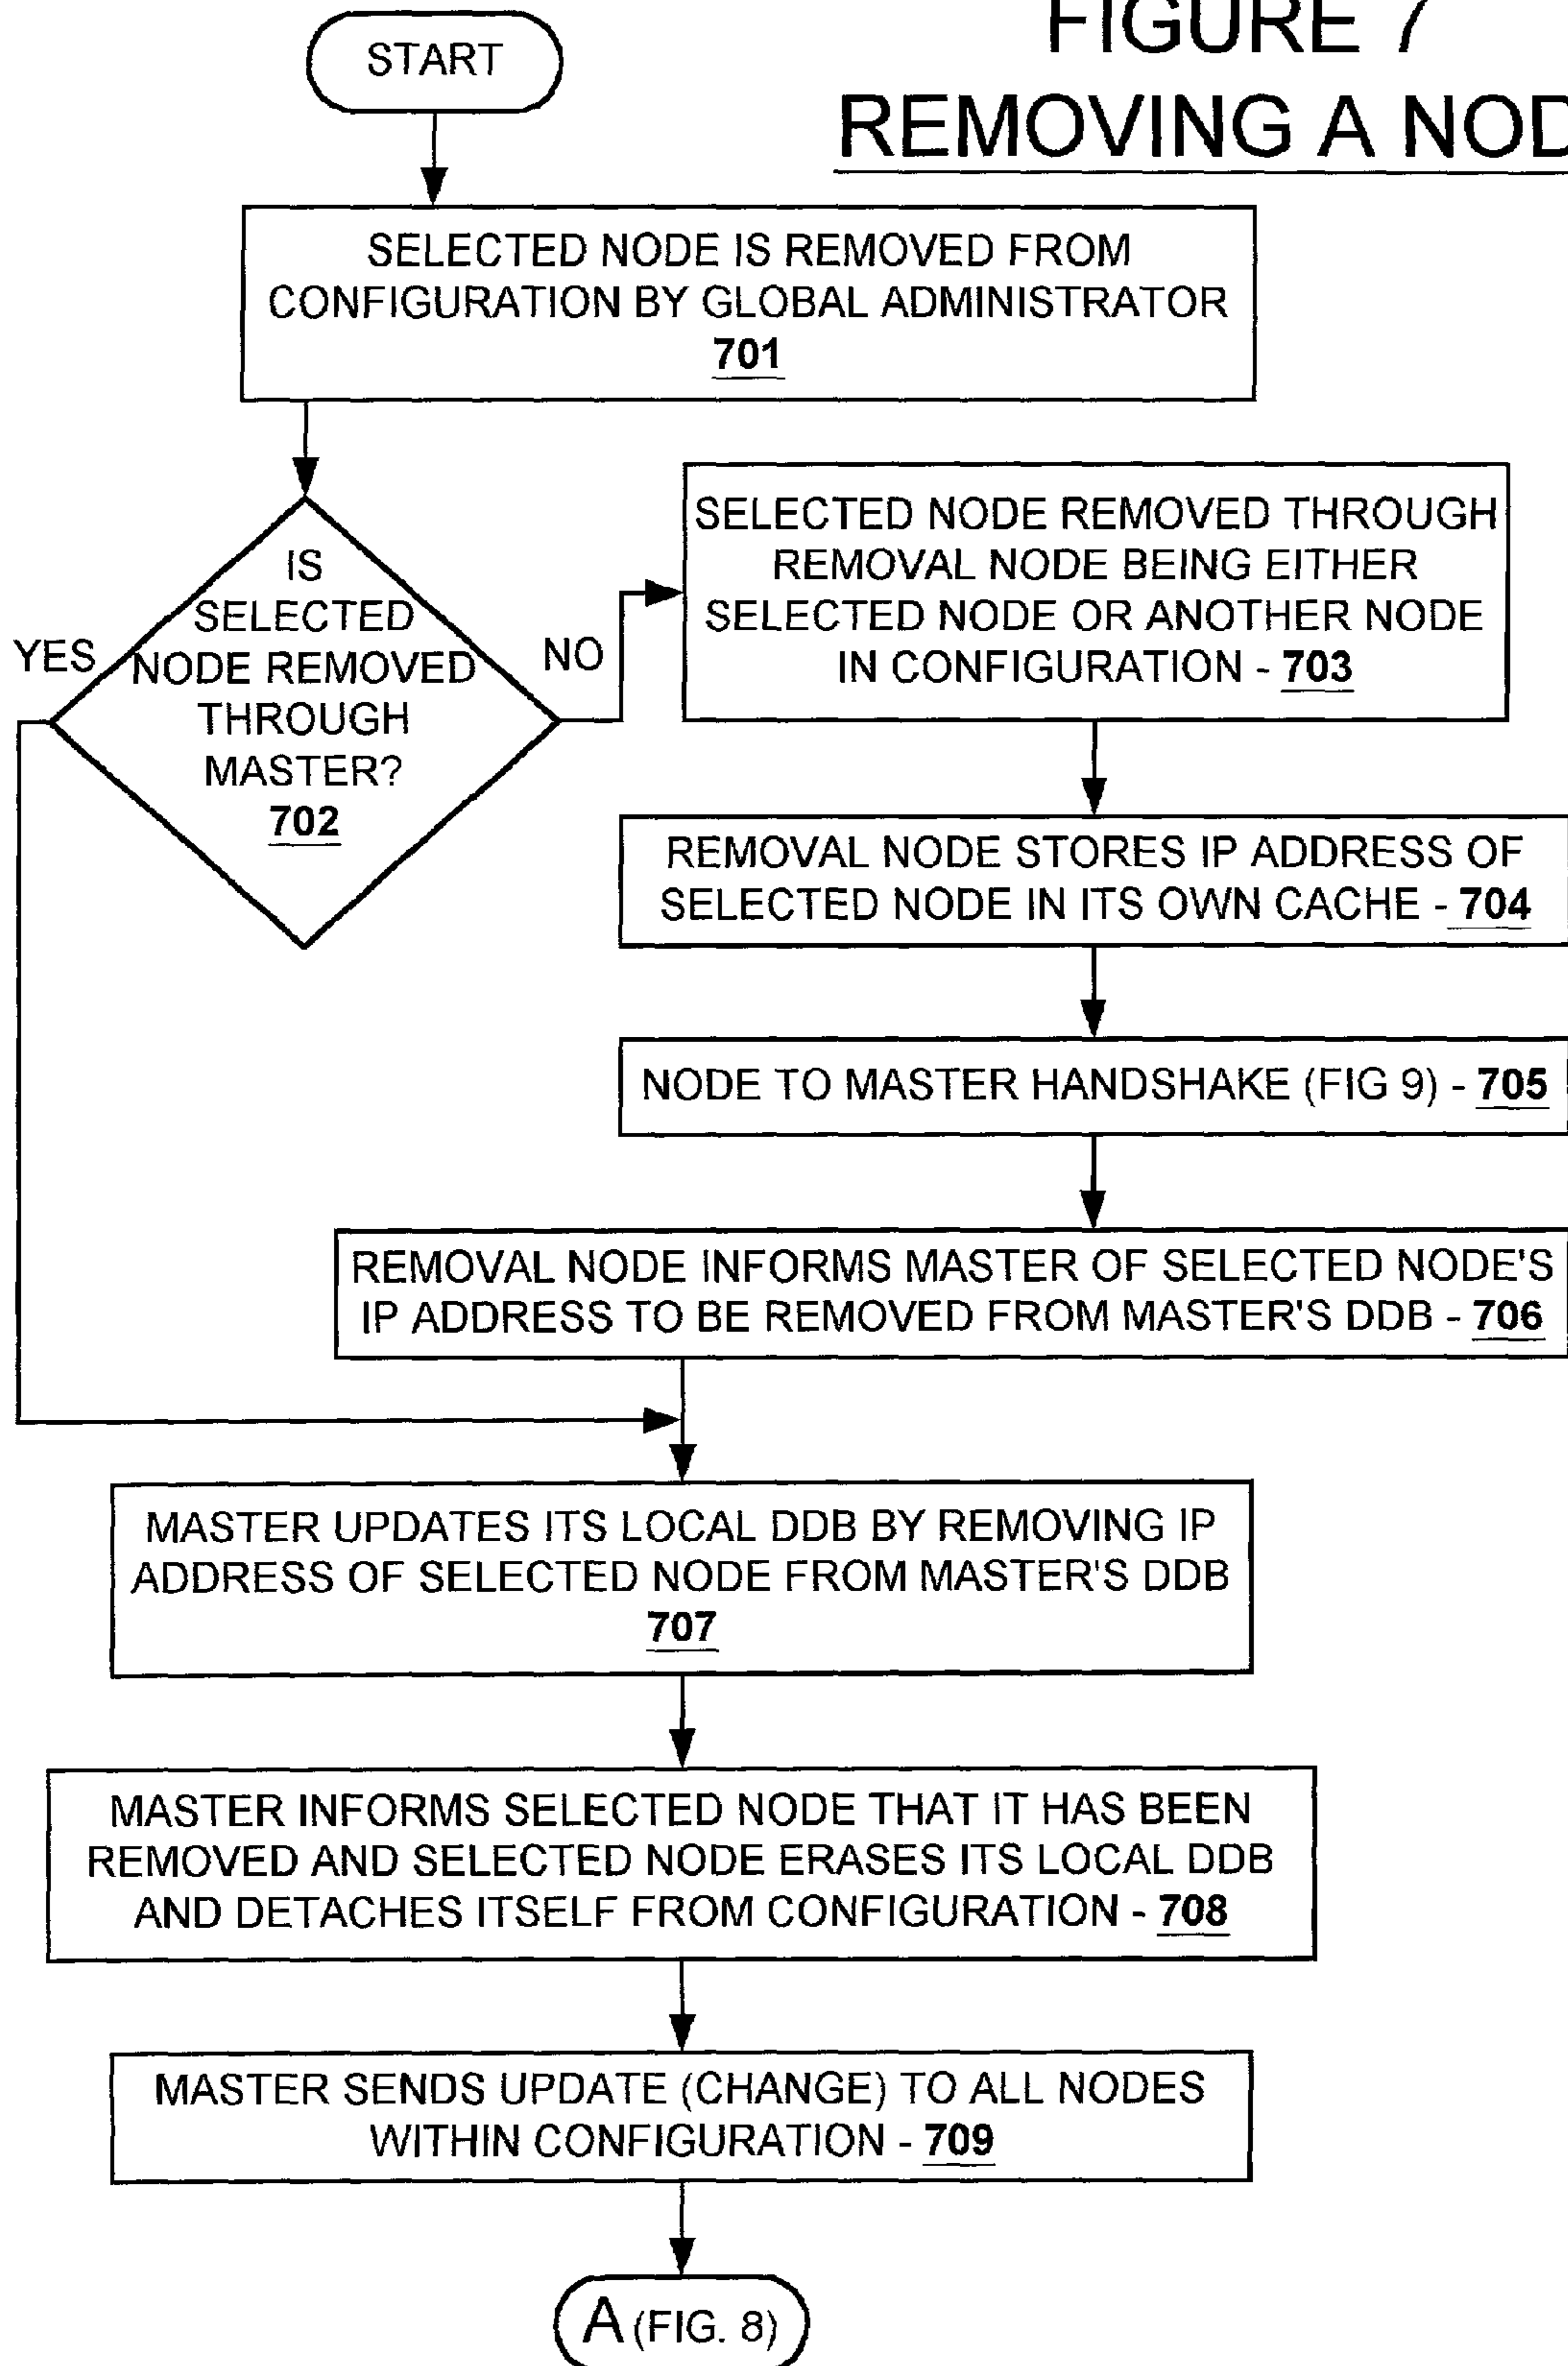 FIGURE 7
REMOVING A NOD
START
SELECTED NODE IS REMOVED FROM
CONFIGURATION BY GLOBAL ADMINISTRATOR
701
IS
SELECTED
NODE REMOVED
THROUGH
MASTER?
702
YES
NO
SELECTED NODE REMOVED THROUGH
REMOVAL NODE BEING EITHER
SELECTED NODE OR ANOTHER NODE
IN CONFIGURATION - 703
REMOVAL NODE STORES IP ADDRESS OF
SELECTED NODE IN ITS OWN CACHE - 704
NODE TO MASTER HANDSHAKE (FIG 9) - 705
REMOVAL NODE INFORMS MASTER OF SELECTED NODE'S
IP ADDRESS TO BE REMOVED FROM MASTER'S DDB - 706
MASTER UPDATES ITS LOCAL DDB BY REMOVING IP
ADDRESS OF SELECTED NODE FROM MASTER'S DDB
707
MASTER INFORMS SELECTED NODE THAT IT HAS BEEN
REMOVED AND SELECTED NODE ERASES ITS LOCAL DDB
AND DETACHES ITSELF FROM CONFIGURATION - 708
MASTER SENDS UPDATE (CHANGE) TO ALL NODES
WITHIN CONFIGURATION - 709
A (FIG. 8)